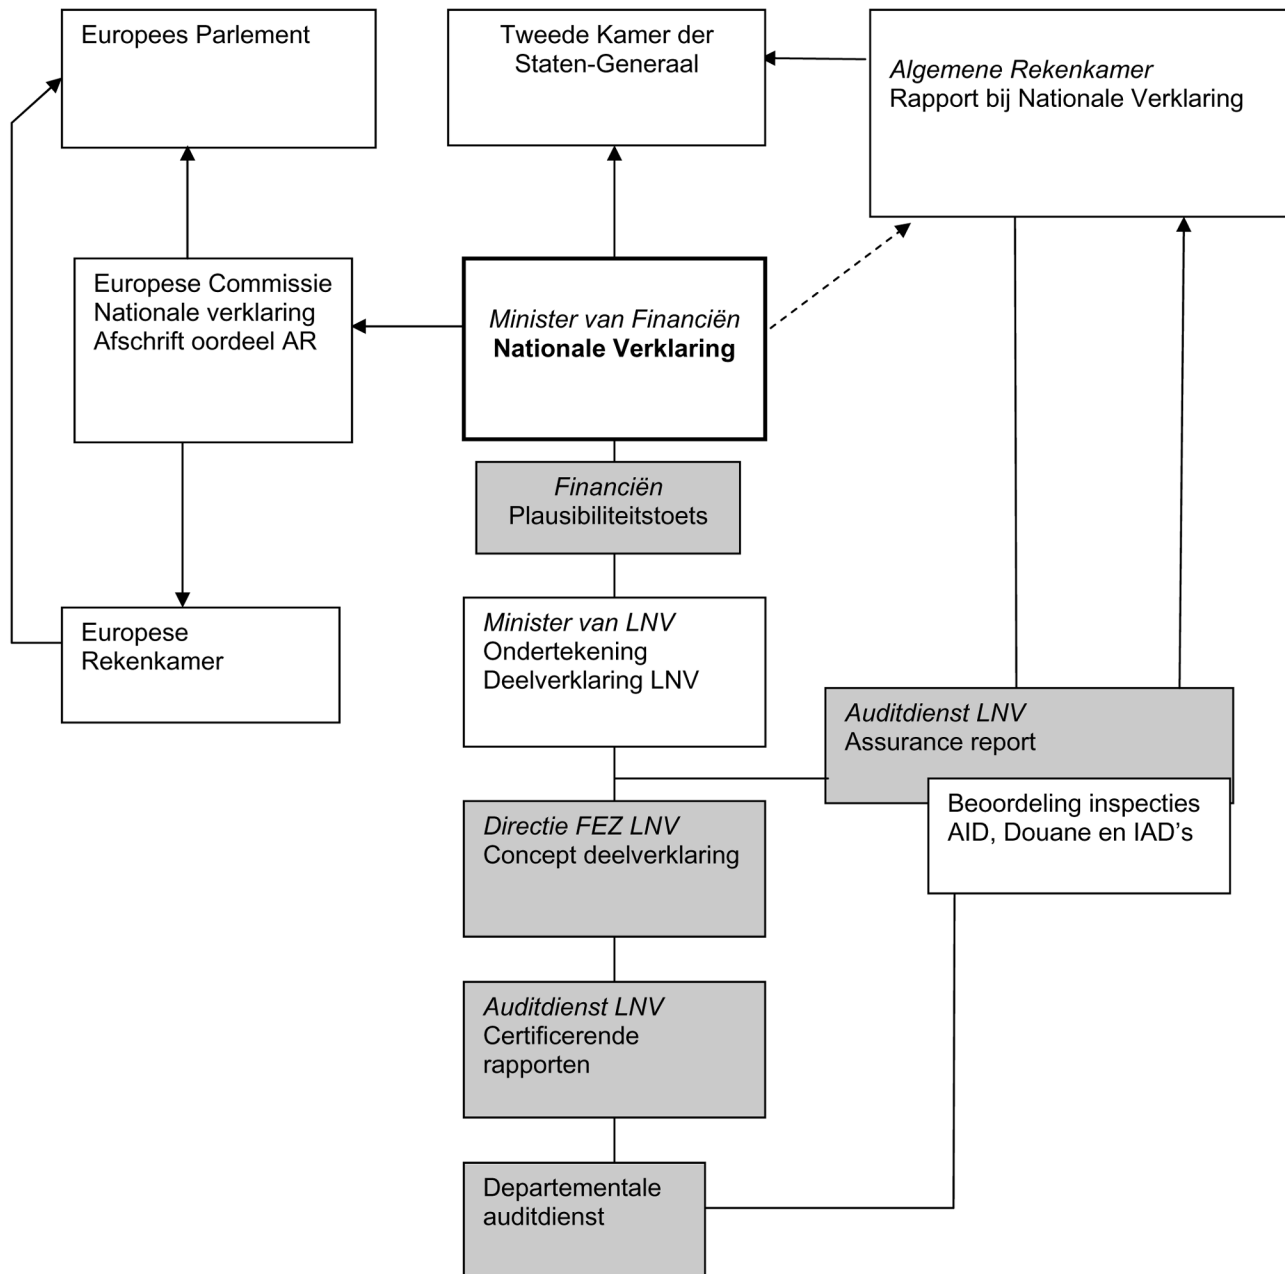 Europees Parlement
Tweede Kamer der
Staten-Generaal
Algemene Rekenkamer
Rapport bij Nationale Verklaring
Europese Commissie
Nationale verklaring
Afschrift oordeel AR
Minister van Financiën
Nationale Verklaring
Financiën
Plausibiliteitstoets
Europese
Rekenkamer
Minister van LNV
Ondertekening
Deelverklaring LNV
Auditdienst LNV
Assurance report
Beoordeling inspecties
AID, Douane en IAD’s
Directie FEZ LNV
Concept deelverklaring
Auditdienst LNV
Certificerende
rapporten
Departementale
auditdienst